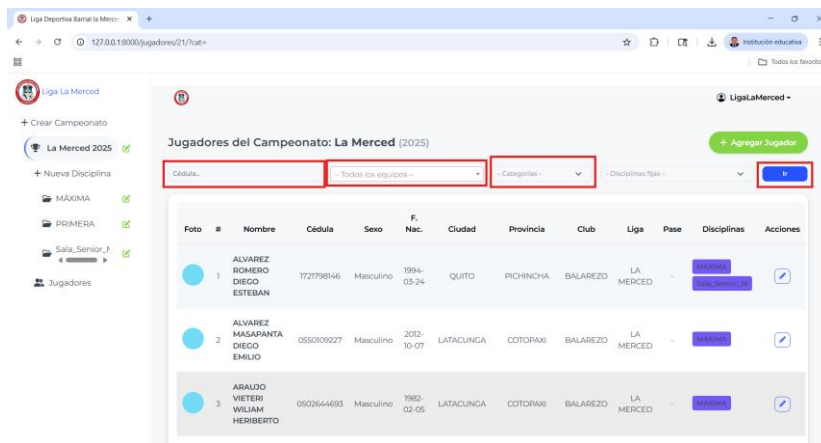 Liga Deportiva Barrial la Merced
127.0.0.1:8000/jugadores/21/?cat=
Institución educativa
Todos los favoritos
Liga La Merced
LigaLaMerced
+ Crear Campeonato
La Merced 2025
Jugadores del Campeonato: La Merced (2025)
+ Agregar Jugador
+ Nueva Disciplina
Cédula...
– Todos los equipos –
– Categorías –
– Disciplinas fijas –
Ir
MÁXIMA
PRIMERA
Sala_Senior_M
Jugadores
Foto # Nombre Cédula Sexo F. Nac. Ciudad Provincia Club Liga Pase Disciplinas Acciones
1 ALVAREZ ROMERO DIEGO ESTEBAN 1721798146 Masculino 1994-03-24 QUITO PICHINCHA BALAREZO LA MERCED – MÁXIMA Sala_Senior_M
2 ALVAREZ MASAPANTA DIEGO EMILIO 0550109227 Masculino 2012-10-07 LATACUNGA COTOPAXI BALAREZO LA MERCED – MÁXIMA
3 ARAUJO VIETERI WILIAM HERIBERTO 0502644693 Masculino 1982-02-05 LATACUNGA COTOPAXI BALAREZO LA MERCED – MÁXIMA